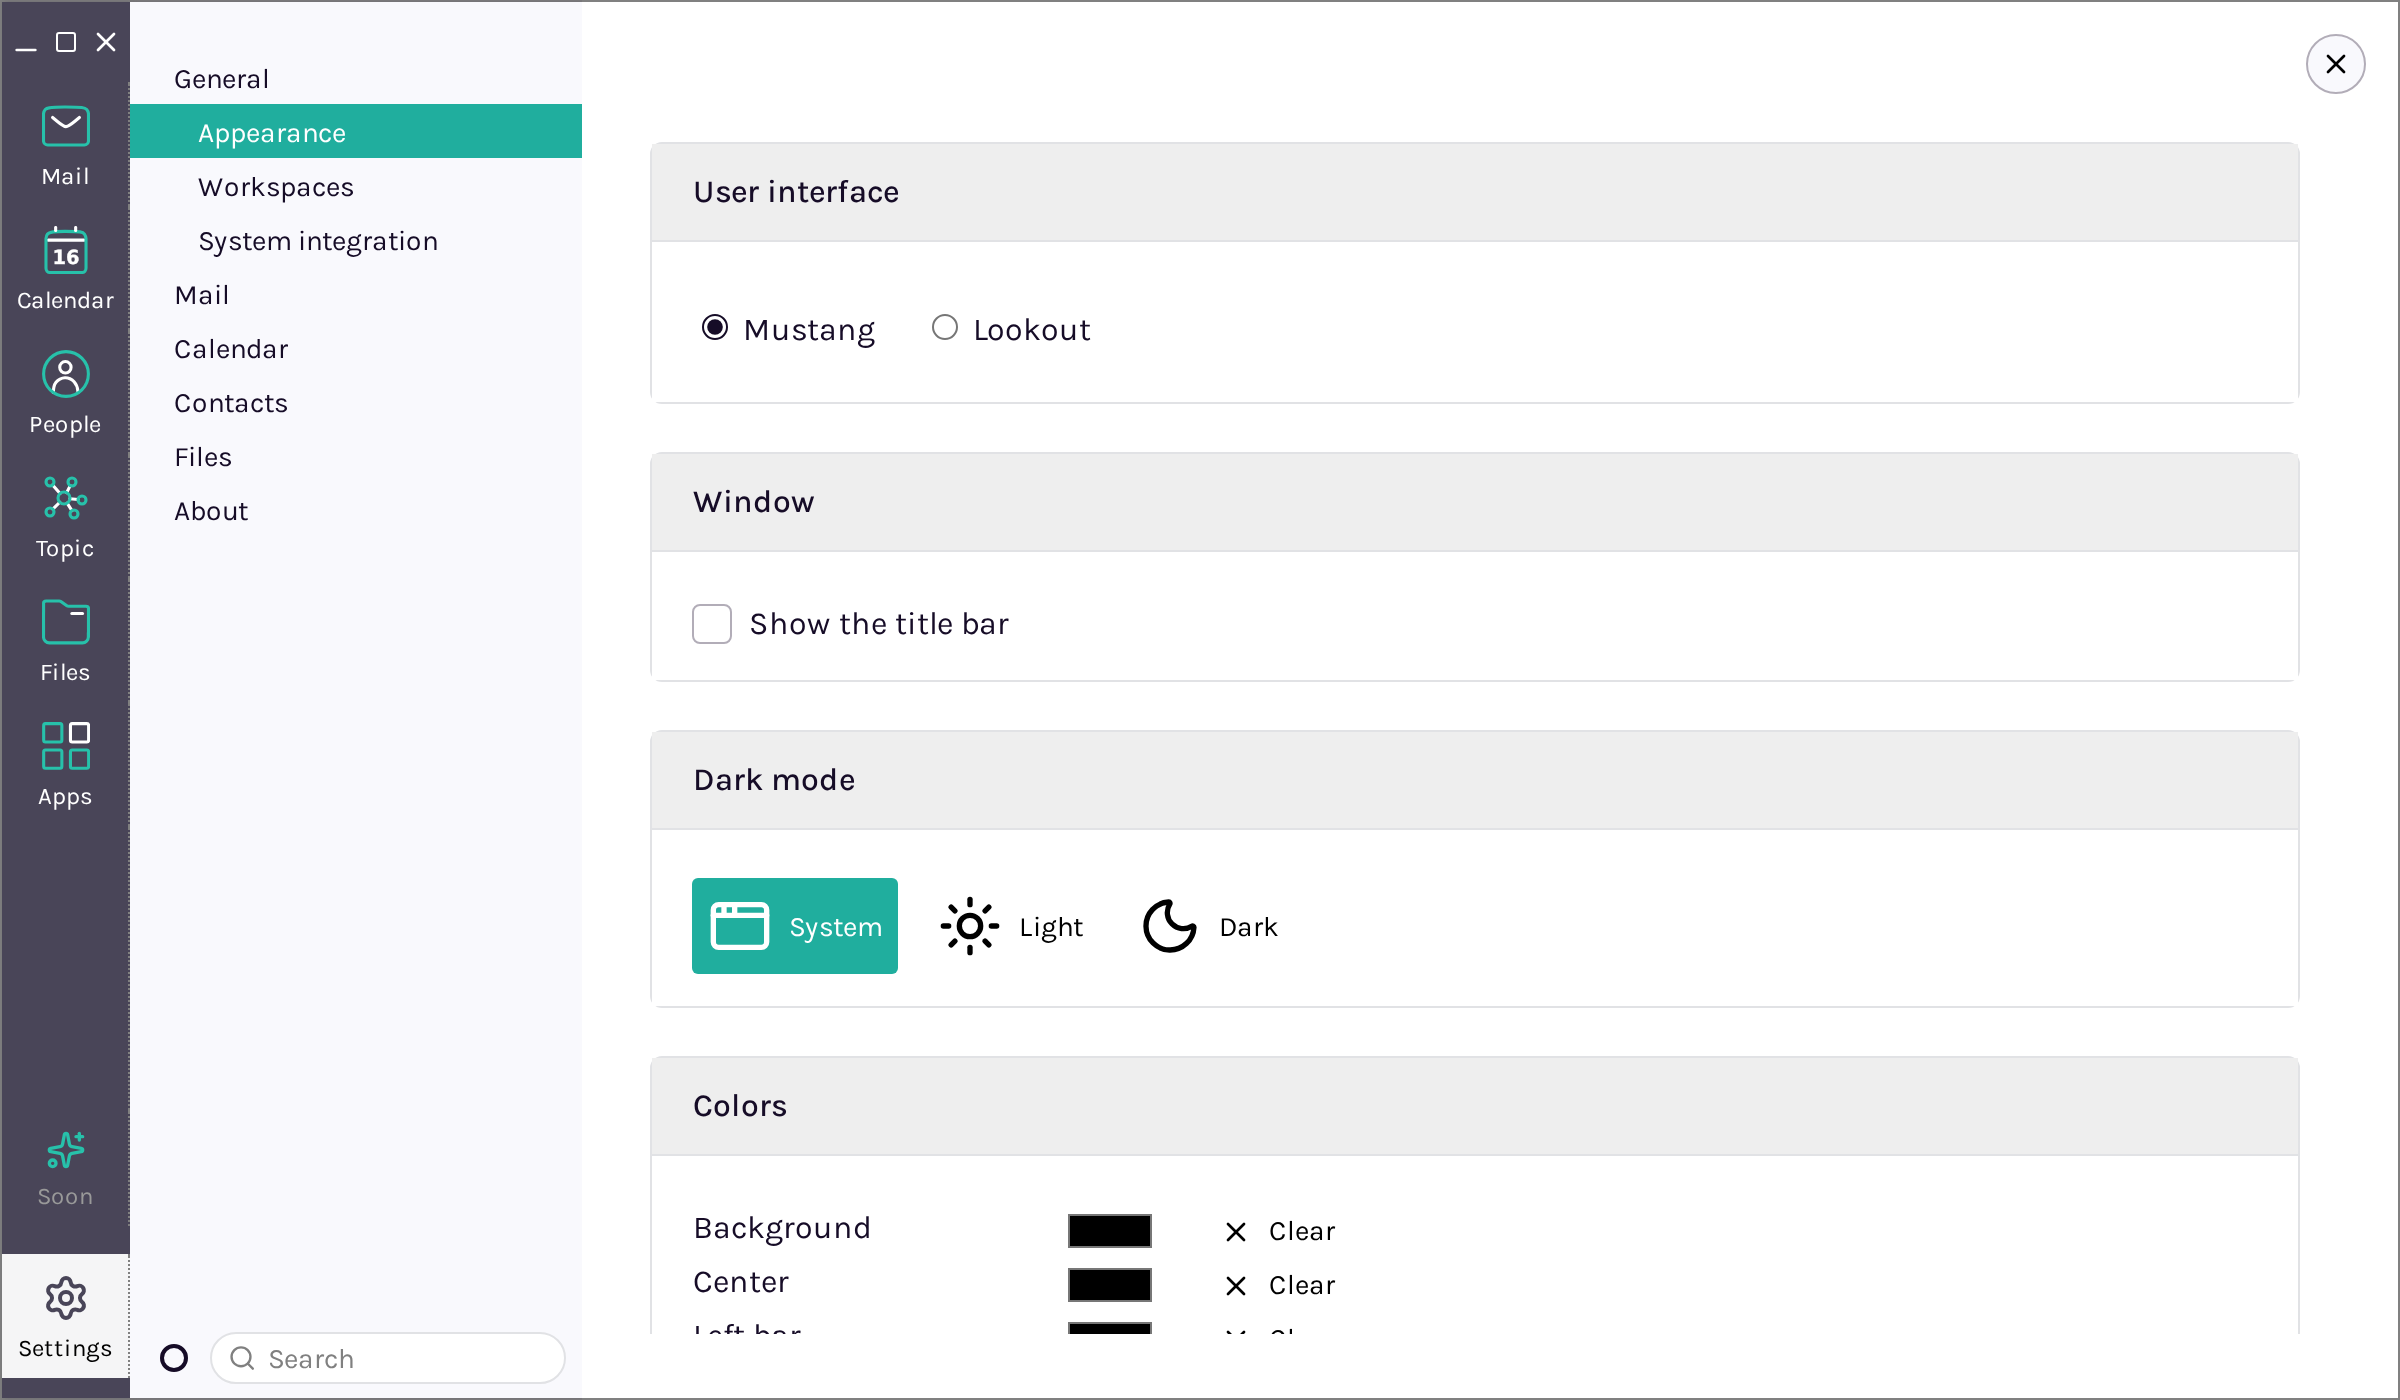 Mail
16
Calendar
People
Topic
Files
Apps
Soon
Settings
General
Appearance
Workspaces
System integration
Mail
Calendar
Contacts
Files
About
Search
User interface
Mustang
Lookout
Window
Show the title bar
Dark mode
System
Light
Dark
Colors
Background
Clear
Center
Clear
Left bar